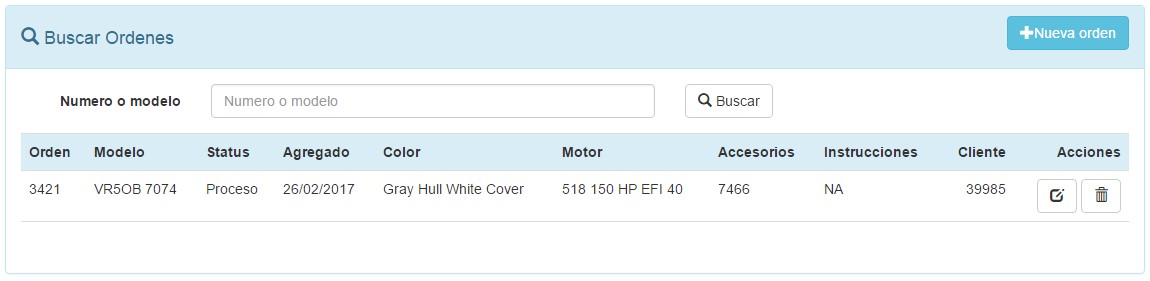 Buscar Ordenes
Nueva orden
Numero o modelo
Numero o modelo
Buscar
Orden Modelo Status Agregado Color Motor Accesorios Instrucciones Cliente Acciones
3421 VR5OB 7074 Proceso 26/02/2017 Gray Hull White Cover 518 150 HP EFI 40 7466 NA 39985